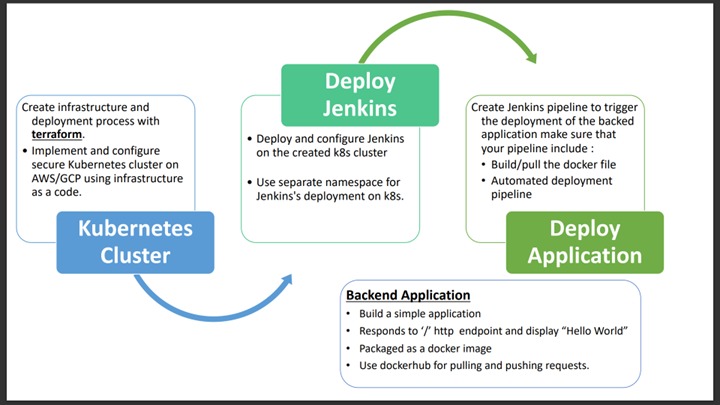 Create infrastructure and
deployment process with
terraform.
• Implement and configure
secure Kubernetes cluster on
AWS/GCP using infrastructure
as a code.
Kubernetes
Cluster
Deploy
Jenkins
• Deploy and configure Jenkins
on the created k8s cluster
• Use separate namespace for
Jenkins's deployment on k8s.
Create Jenkins pipeline to trigger
the deployment of the backed
application make sure that
your pipeline include :
• Build/pull the docker file
• Automated deployment
pipeline
Deploy
Application
Backend Application
• Build a simple application
• Responds to ‘/’ http endpoint and display “Hello World”
• Packaged as a docker image
• Use dockerhub for pulling and pushing requests.